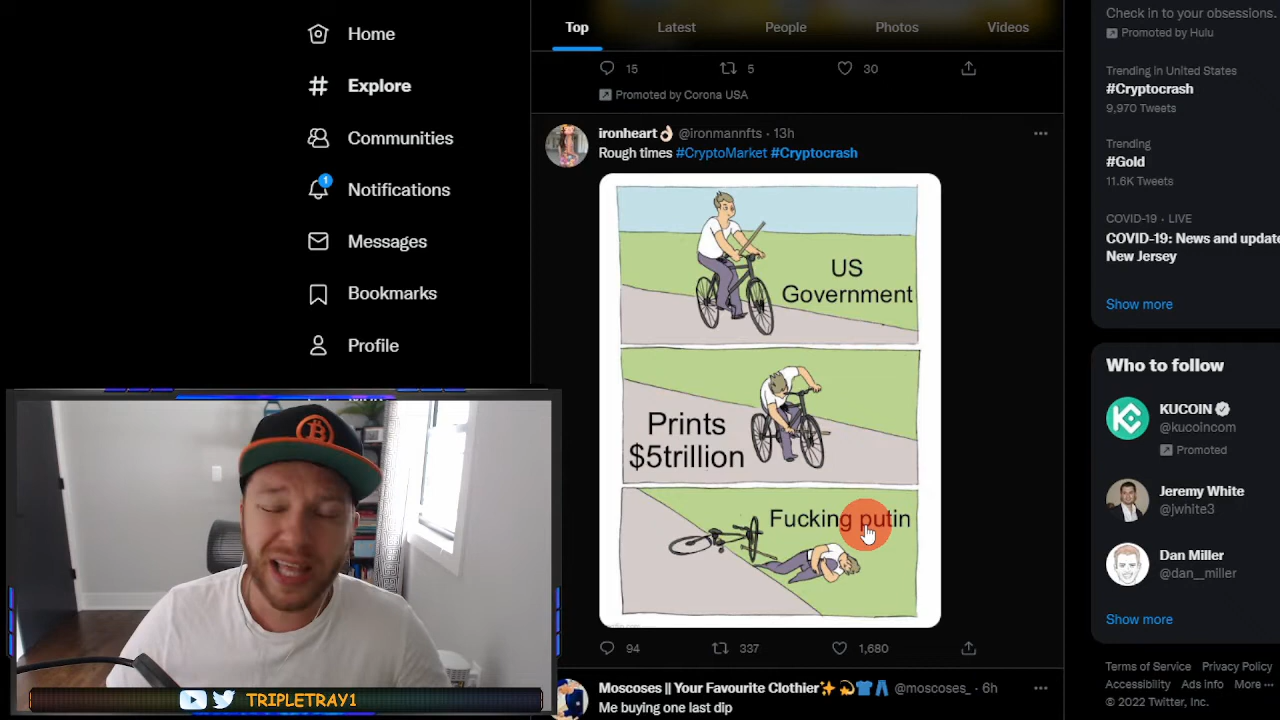 Home
Explore
Communities
Notifications
1
Messages
Bookmarks
Profile
Top
Latest
People
Photos
Videos
15
5
30
Promoted by Corona USA
ironheart👌🏻 @ironmannfts · 13h
Rough times #CryptoMarket #Cryptocrash
US
Government
Prints
$5trillion
Fucking putin
94
337
1,680
Moscoses || Your Favourite Clothier @moscoses_ · 6h
Me buying one last dip
Check in to your obsessions.
Promoted by Hulu
Trending in United States
#Cryptocrash
9,970 Tweets
Trending
#Gold
11.6K Tweets
COVID-19 · LIVE
COVID-19: News and update
New Jersey
Show more
Who to follow
KUCOIN
@kucoincom
Promoted
Jeremy White
@jwhite3
Dan Miller
@dan__miller
Show more
Terms of Service Privacy Policy
Accessibility Ads info More ···
© 2022 Twitter, Inc.
TRIPLETRAY1